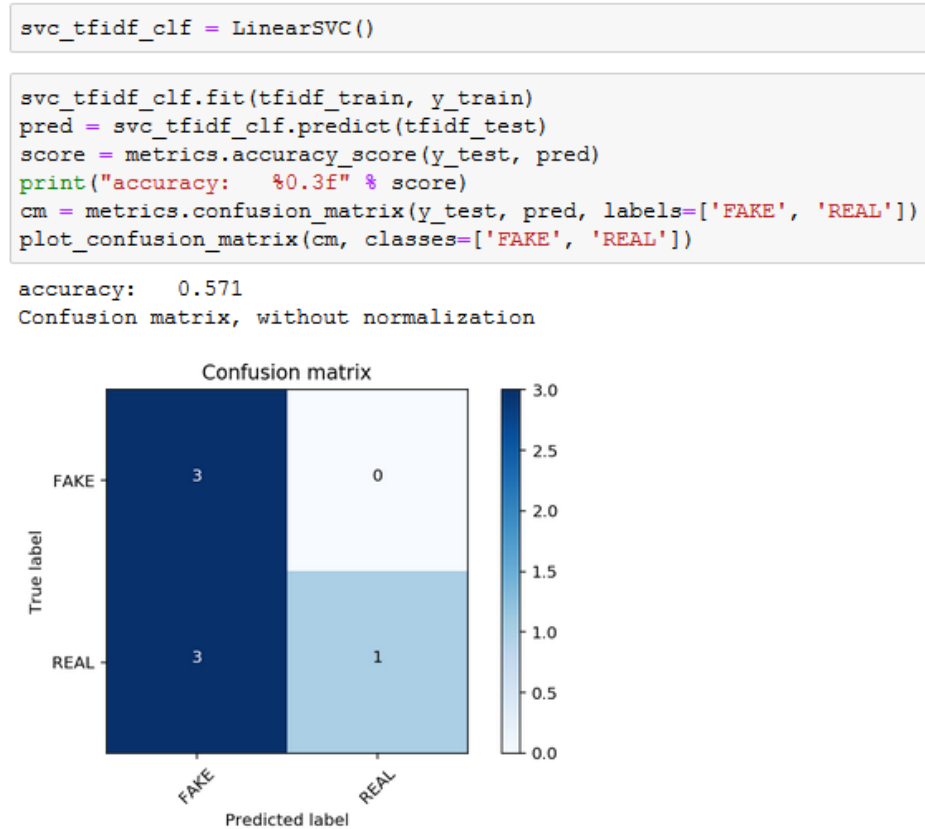 svc_tfidf_clf = LinearSVC()
svc_tfidf_clf.fit(tfidf_train, y_train)
pred = svc_tfidf_clf.predict(tfidf_test)
score = metrics.accuracy_score(y_test, pred)
print("accuracy:   %0.3f" % score)
cm = metrics.confusion_matrix(y_test, pred, labels=['FAKE', 'REAL'])
plot_confusion_matrix(cm, classes=['FAKE', 'REAL'])
accuracy:   0.571
Confusion matrix, without normalization
Confusion matrix
True label
FAKE
3
0
REAL
3
1
FAKE
REAL
Predicted label
3.0
2.5
2.0
1.5
1.0
0.5
0.0